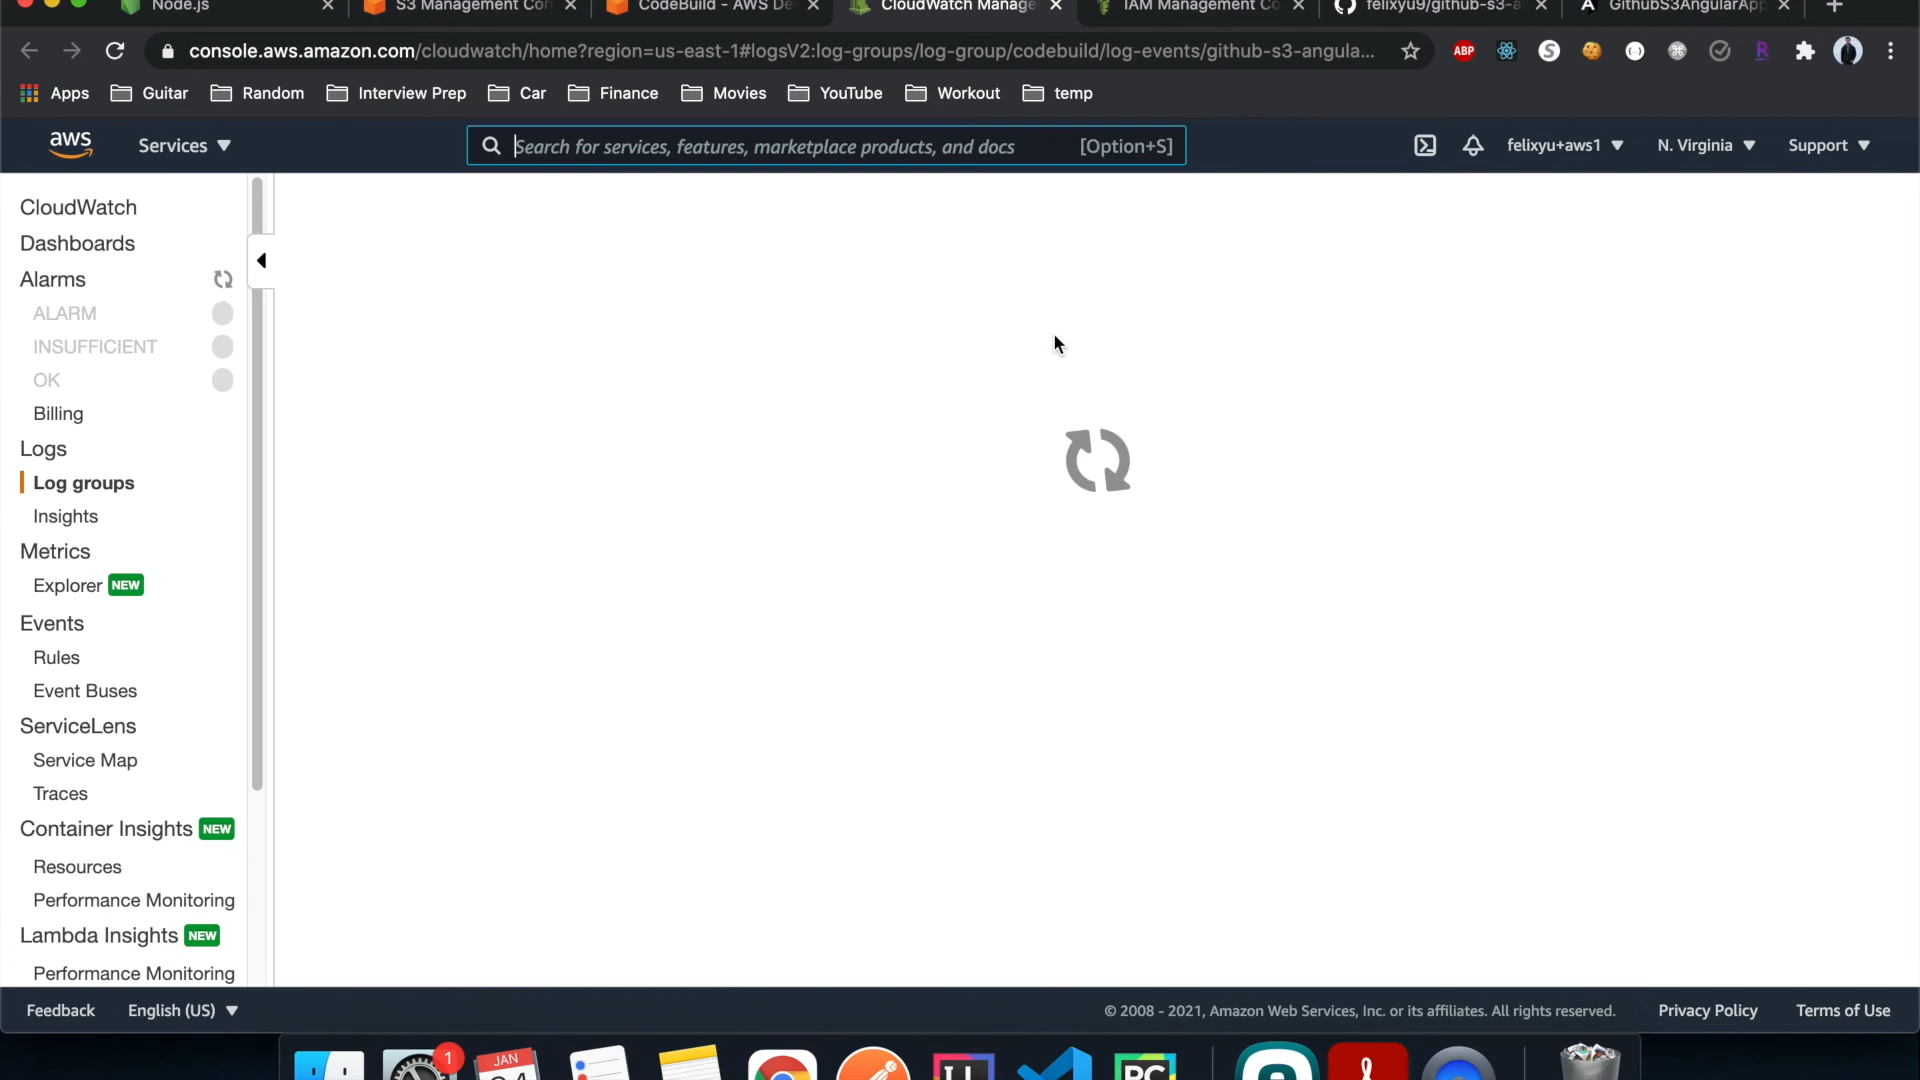 Node.js
S3 Management Con
CodeBuild - AWS De
CloudWatch Manage
IAM Management Co
felixyu9/github-s3-a
GithubS3AngularApp
console.aws.amazon.com/cloudwatch/home?region=us-east-1#logsV2:log-groups/log-group/codebuild/log-events/github-s3-angula...
ABP
Apps
Guitar
Random
Interview Prep
Car
Finance
Movies
YouTube
Workout
temp
aws
Services
Search for services, features, marketplace products, and docs
[Option+S]
felixyu+aws1
N. Virginia
Support
CloudWatch
Dashboards
Alarms
ALARM
INSUFFICIENT
OK
Billing
Logs
Log groups
Insights
Metrics
Explorer NEW
Events
Rules
Event Buses
ServiceLens
Service Map
Traces
Container Insights NEW
Resources
Performance Monitoring
Lambda Insights NEW
Performance Monitoring
Feedback
English (US)
© 2008 - 2021, Amazon Web Services, Inc. or its affiliates. All rights reserved.
Privacy Policy
Terms of Use
1
JAN
PC